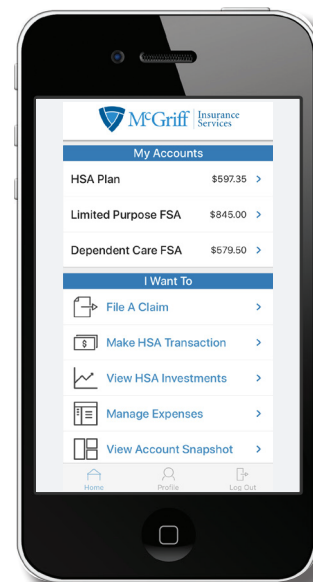 McGriff Insurance
Services
My Accounts
HSA Plan $597.35 >
Limited Purpose FSA $845.00 >
Dependent Care FSA $579.50 >
I Want To
File A Claim >
$ Make HSA Transaction >
View HSA Investments >
Manage Expenses >
View Account Snapshot >
Home Profile Log Out